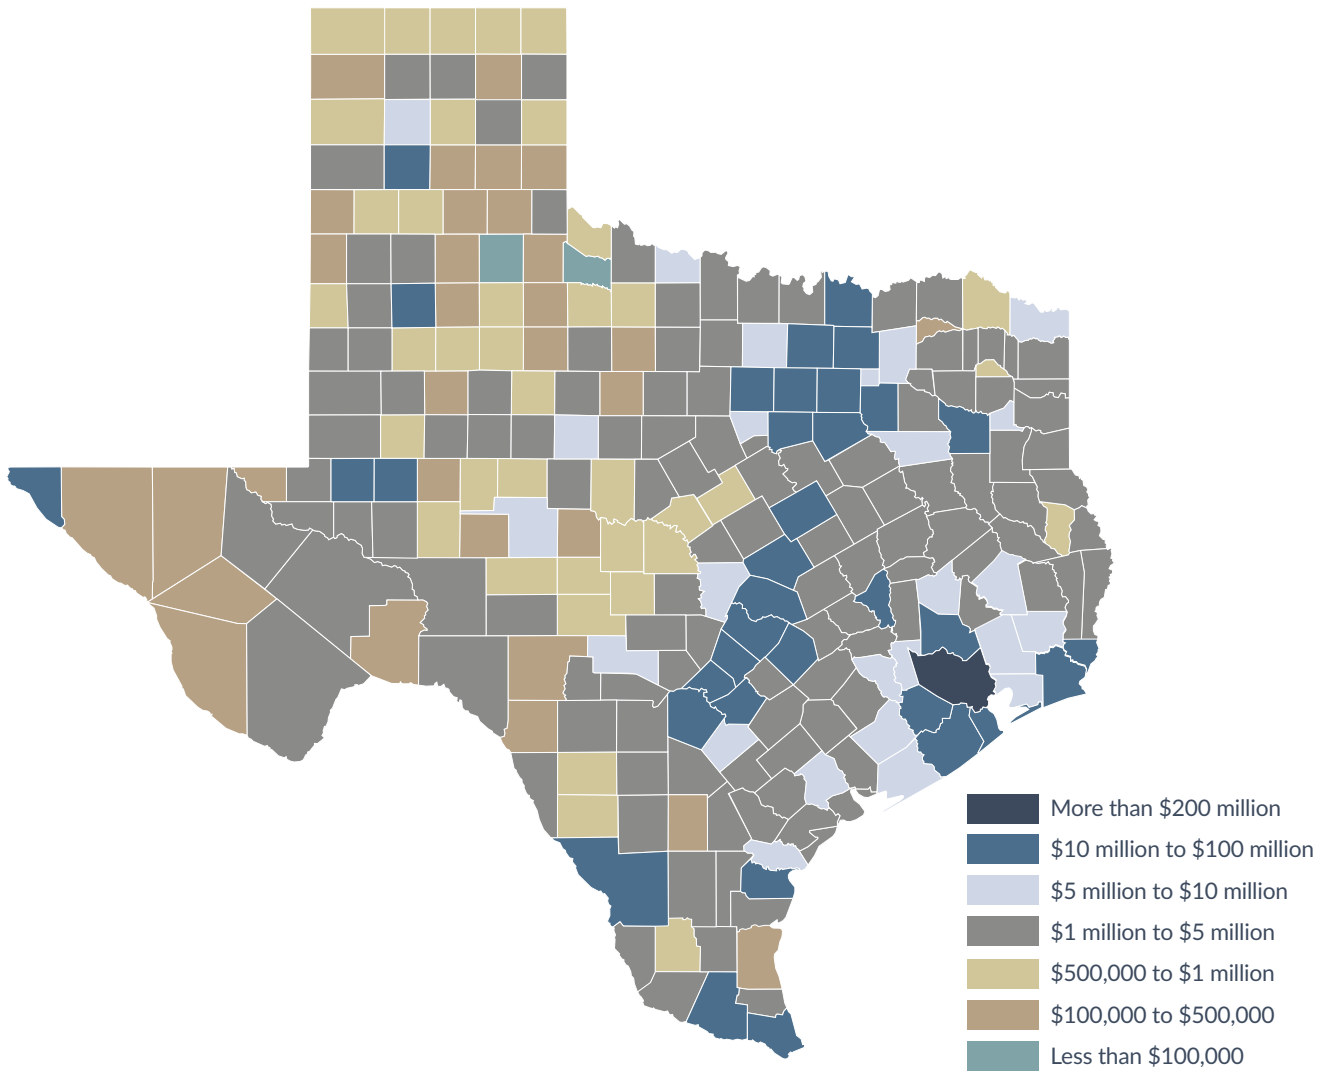 More than $200 million
$10 million to $100 million
$5 million to $10 million
$1 million to $5 million
$500,000 to $1 million
$100,000 to $500,000
Less than $100,000